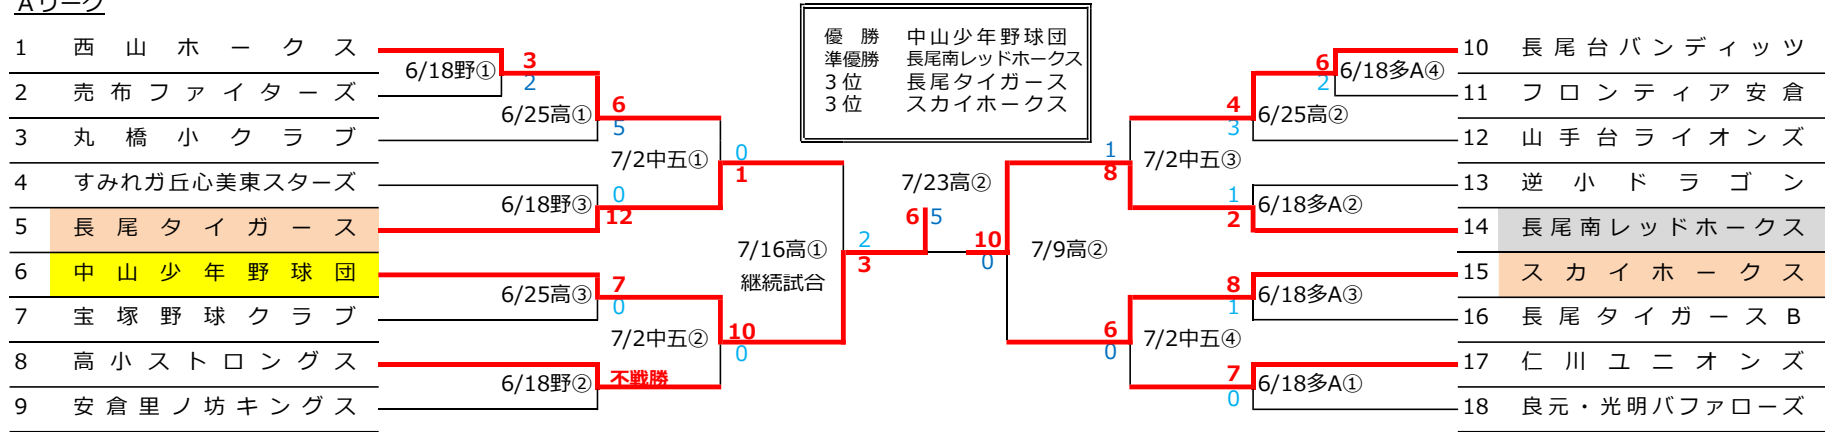 Aリーグ
優勝 中山少年野球団
準優勝 長尾南レッドホークス
3位 長尾タイガース
3位 スカイホークス
1 西山ホークス
2 売布ファイターズ
3 丸橋小クラブ
4 すみれガ丘心美東スターズ
5 長尾タイガース
6 中山少年野球団
7 宝塚野球クラブ
8 高小ストロングス
9 安倉里ノ坊キングス
6/18野①
3
2
6/25高①
6
5
7/2中五①
0
1
6/18野③
0
12
7/16高①
継続試合
2
3
6/25高③
7
0
7/2中五②
10
0
6/18野②
不戦勝
7/23高②
6 5
10
0
7/9高②
1
8
7/2中五③
4
3
6/25高②
6
2
6/18多A④
1
2
6/18多A②
8
1
6/18多A③
6
0
7/2中五④
7
0
6/18多A①
10 長尾台バンディッツ
11 フロンティア安倉
12 山手台ライオンズ
13 逆小ドラゴン
14 長尾南レッドホークス
15 スカイホークス
16 長尾タイガースB
17 仁川ユニオンズ
18 良元・光明バファローズ